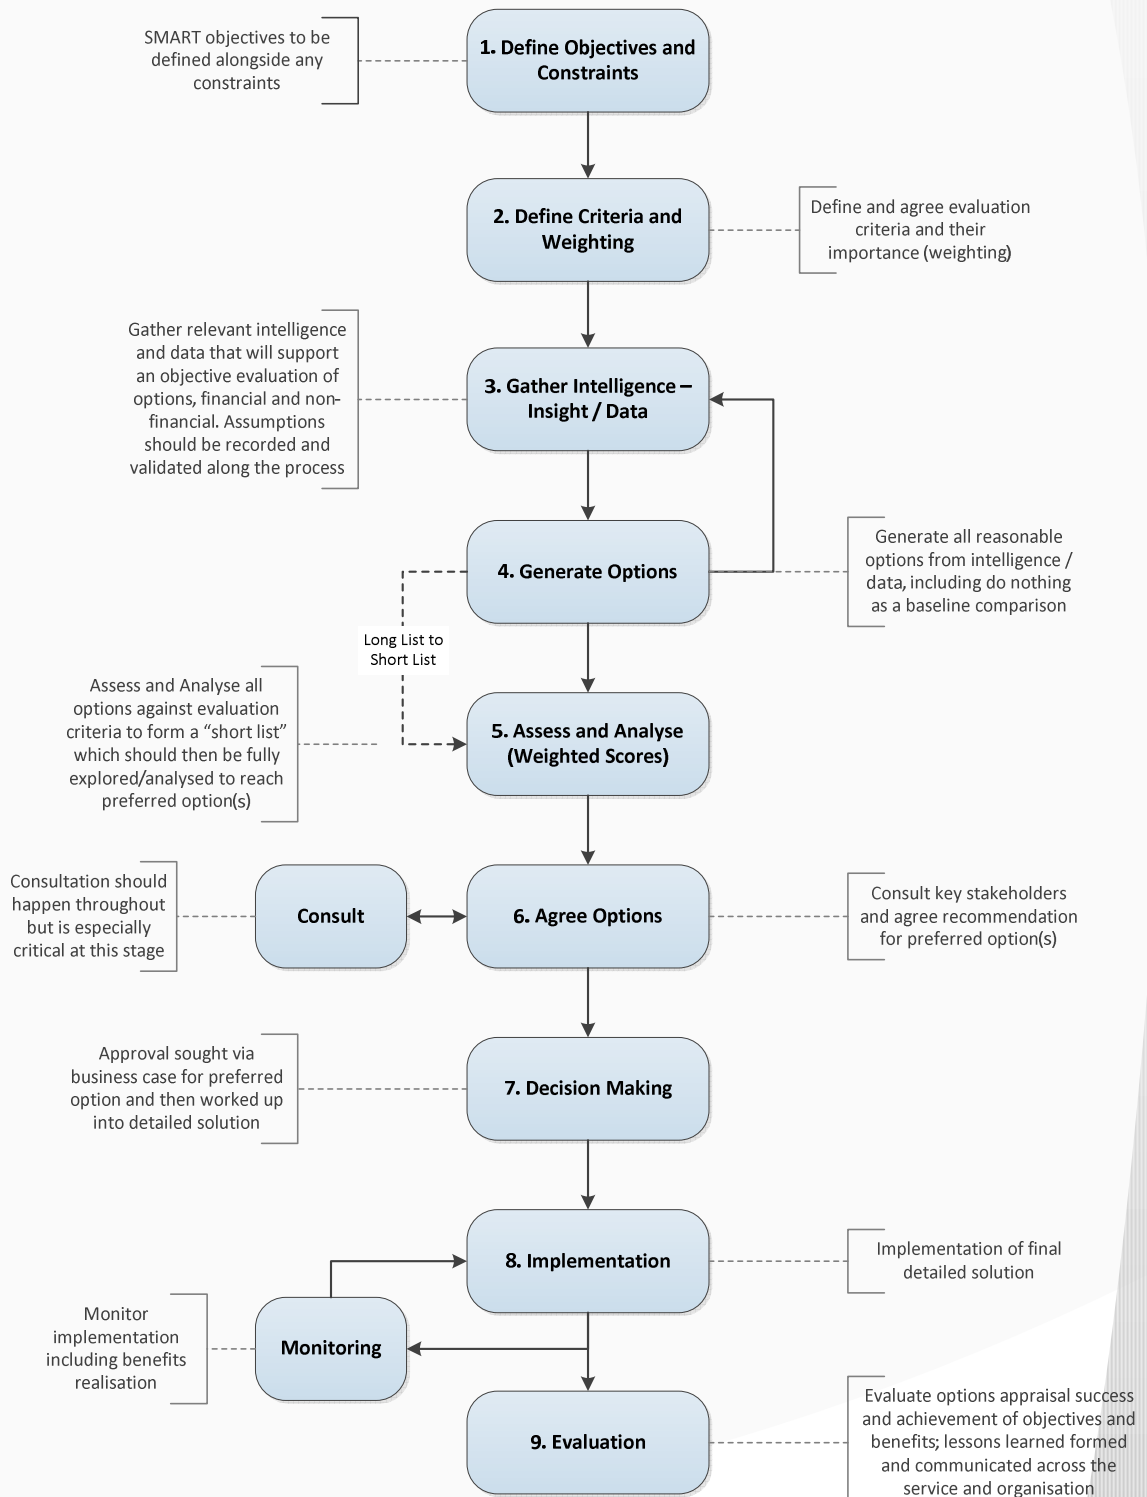 SMART objectives to be
defined alongside any
constraints
1. Define Objectives and
Constraints
2. Define Criteria and
Weighting
Define and agree evaluation
criteria and their
importance (weighting)
Gather relevant intelligence
and data that will support
an objective evaluation of
options, financial and non-
financial. Assumptions
should be recorded and
validated along the process
3. Gather Intelligence –
Insight / Data
4. Generate Options
Generate all reasonable
options from intelligence /
data, including do nothing
as a baseline comparison
Long List to
Short List
Assess and Analyse all
options against evaluation
criteria to form a “short list”
which should then be fully
explored/analysed to reach
preferred option(s)
5. Assess and Analyse
(Weighted Scores)
Consultation should
happen throughout
but is especially
critical at this stage
Consult
6. Agree Options
Consult key stakeholders
and agree recommendation
for preferred option(s)
Approval sought via
business case for preferred
option and then worked up
into detailed solution
7. Decision Making
8. Implementation
Implementation of final
detailed solution
Monitor
implementation
including benefits
realisation
Monitoring
9. Evaluation
Evaluate options appraisal success
and achievement of objectives and
benefits; lessons learned formed
and communicated across the
service and organisation